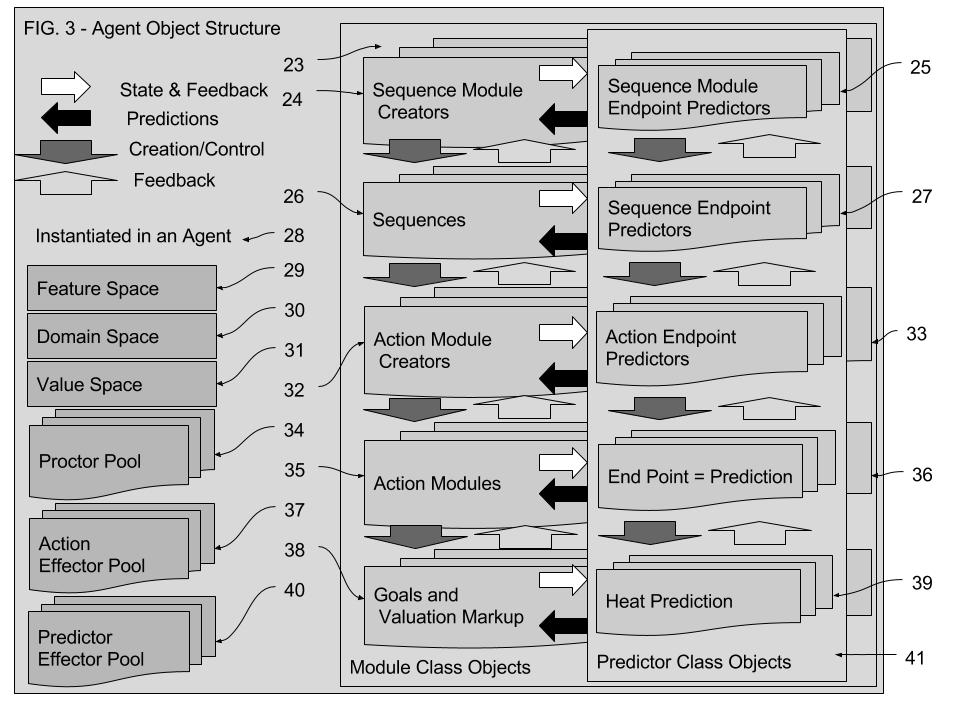 FIG. 3 - Agent Object Structure
State & Feedback
Predictions
Creation/Control
Feedback
Instantiated in an Agent
28
Feature Space
29
Domain Space
30
Value Space
31
Proctor Pool
34
Action
Effector Pool
37
Predictor
Effector Pool
40
23
24
Sequence Module
Creators
Sequence Module
Endpoint Predictors
25
26
Sequences
Sequence Endpoint
Predictors
27
32
Action Module
Creators
Action Endpoint
Predictors
33
35
Action Modules
End Point = Prediction
36
38
Goals and
Valuation Markup
Heat Prediction
39
Module Class Objects
Predictor Class Objects
41